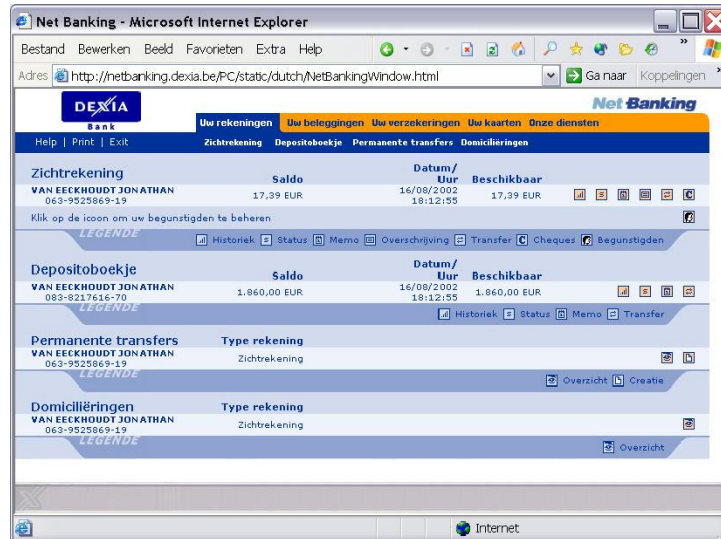 Net Banking - Microsoft Internet Explorer
Bestand Bewerken Beeld Favorieten Extra Help
Adres http://netbanking.dexia.be/PC/static/dutch/NetBankingWindow.html Ga naar Koppelingen
DEXIA
Bank
Net Banking
Uw rekeningen Uw beleggingen Uw verzekeringen Uw kaarten Onze diensten
Help | Print | Exit
Zichtrekening Depositoboekje Permanente transfers Domiciliëringen
Zichtrekening Saldo Datum/ Uur Beschikbaar
VAN EECKHOUDT JONATHAN
063-9525869-19 17,39 EUR 16/08/2002 18:12:55 17,39 EUR
Klik op de icoon om uw begunstigden te beheren
LEGENDE Historiek Status Memo Overschrijving Transfer Cheques Begunstigden
Depositoboekje Saldo Datum/ Uur Beschikbaar
VAN EECKHOUDT JONATHAN
083-8217616-70 1.860,00 EUR 16/08/2002 18:12:55 1.860,00 EUR
LEGENDE Historiek Status Memo Transfer
Permanente transfers Type rekening
VAN EECKHOUDT JONATHAN
063-9525869-19 Zichtrekening
LEGENDE Overzicht Creatie
Domiciliëringen Type rekening
VAN EECKHOUDT JONATHAN
063-9525869-19 Zichtrekening
LEGENDE Overzicht
Internet